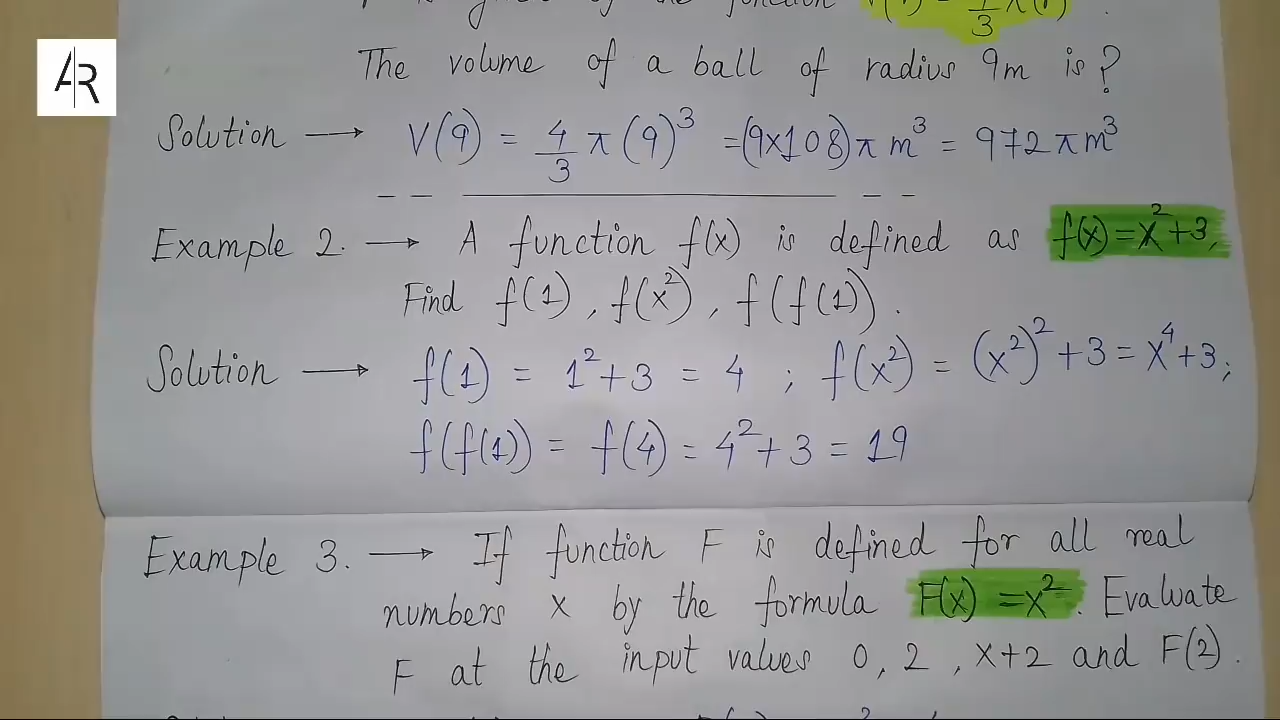 AR
The volume of a ball of radius 9m is?
Solution → V(9) = 4/3 π (9)³ =(9x108)π m³ = 972 π m³
Example 2. → A function f(x) is defined as f(x)=x²+3,
Find f(1), f(x²), f(f(1)).
Solution → f(1) = 1²+3 = 4 ; f(x²) = (x²)²+3 = x⁴+3;
f(f(1)) = f(4) = 4²+3 = 19
Example 3. → If function F is defined for all real
numbers x by the formula F(x) =x². Evaluate
F at the input values 0, 2, x+2 and F(2).